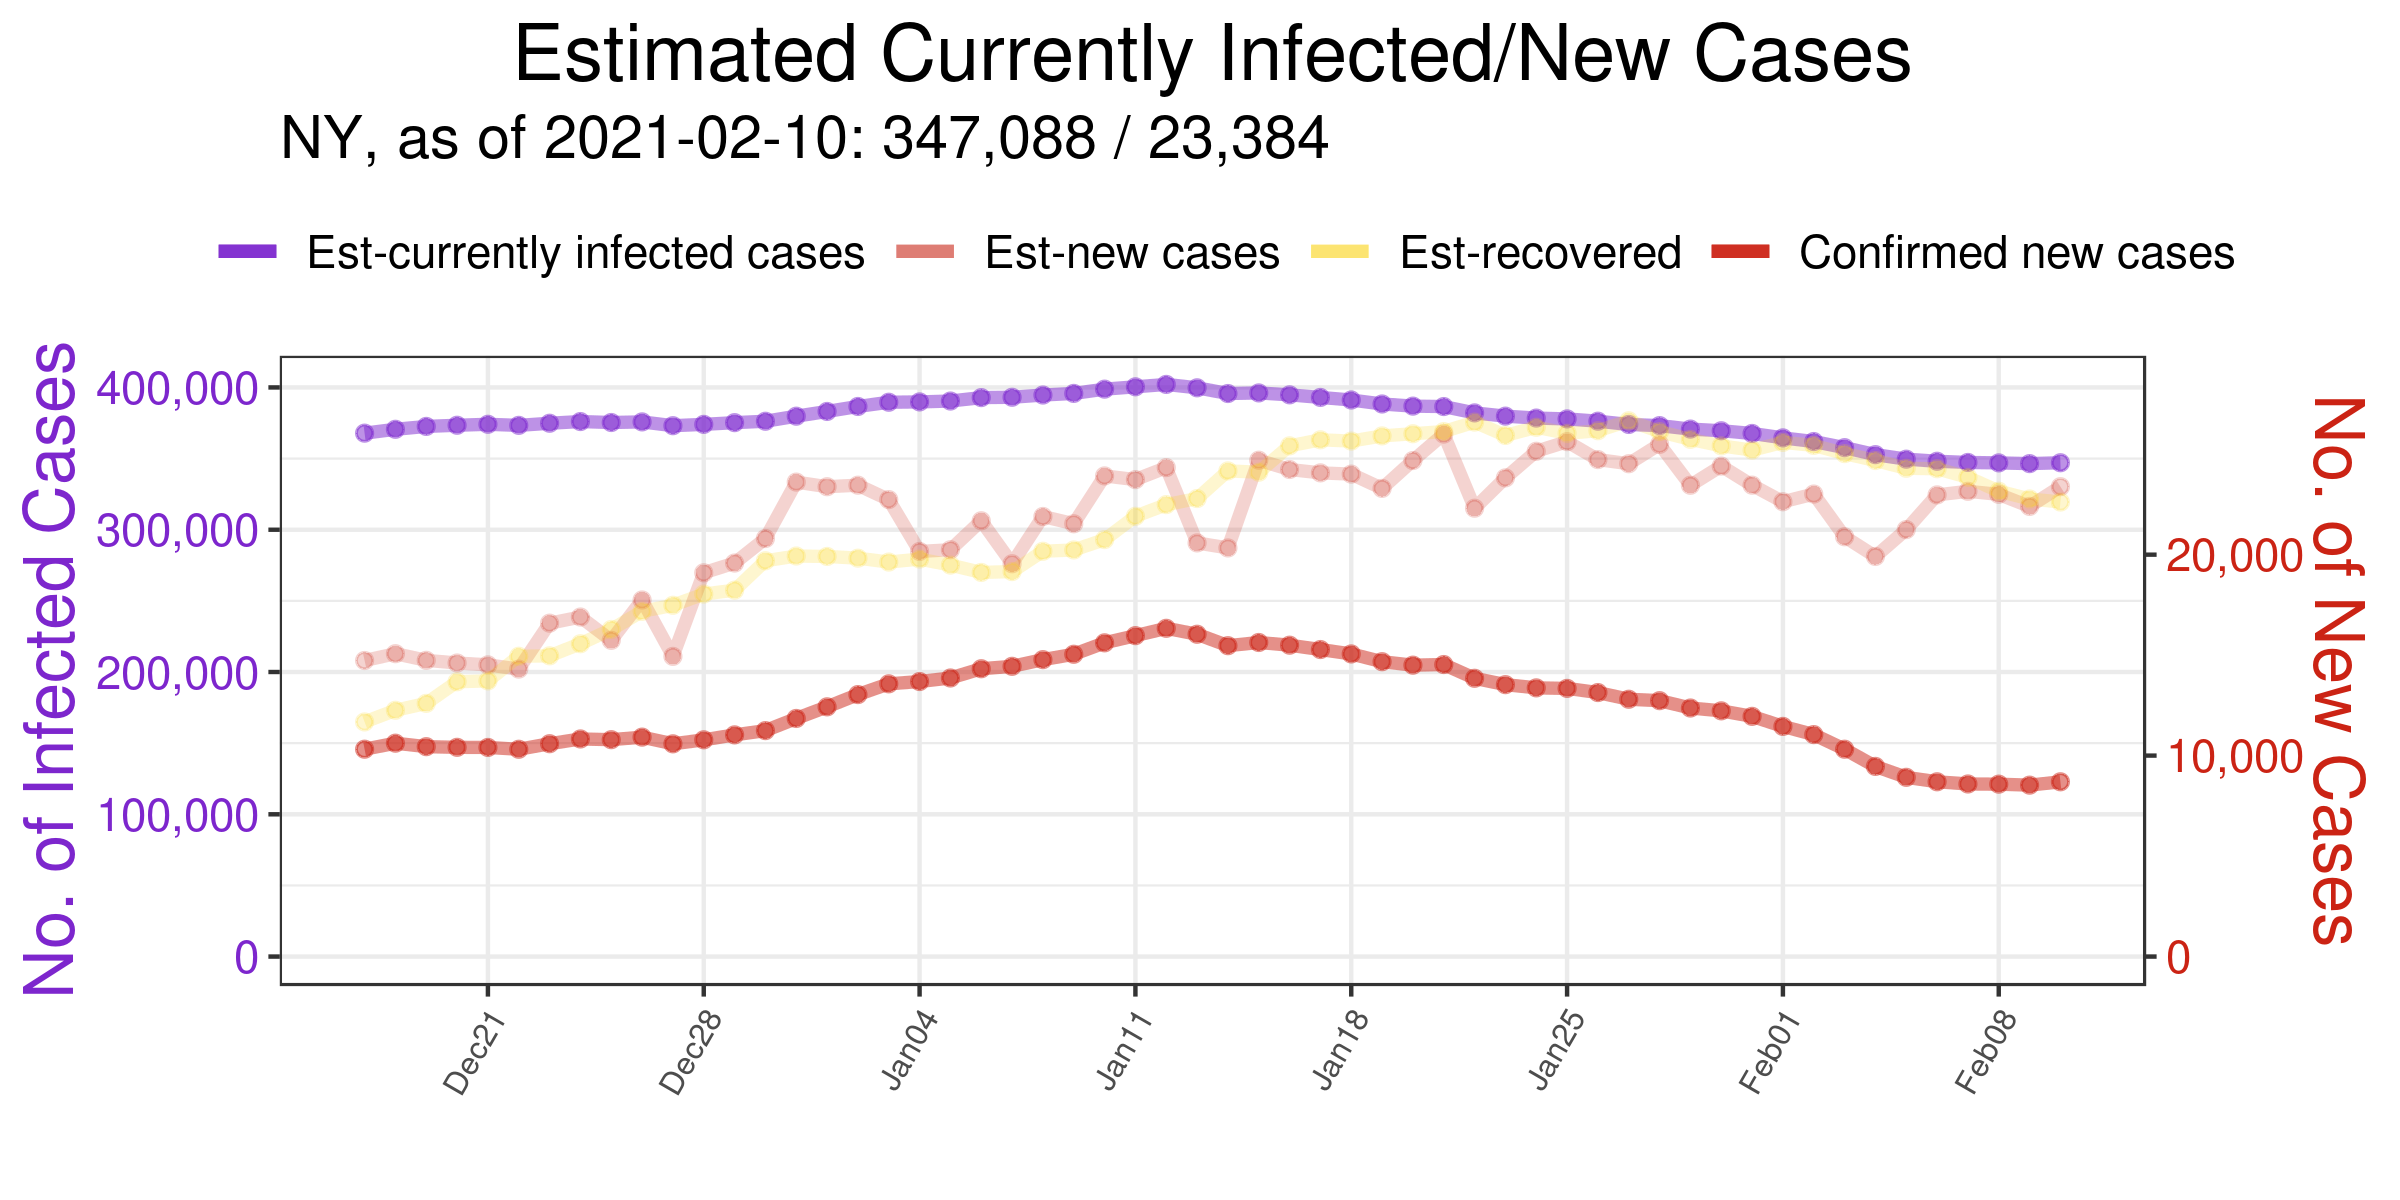 Estimated Currently Infected/New Cases
NY, as of 2021-02-10: 347,088 / 23,384
Est-currently infected cases Est-new cases Est-recovered Confirmed new cases
No. of Infected Cases
400,000
300,000
200,000
100,000
0
No. of New Cases
20,000
10,000
0
Dec21 Dec28 Jan04 Jan11 Jan18 Jan25 Feb01 Feb08